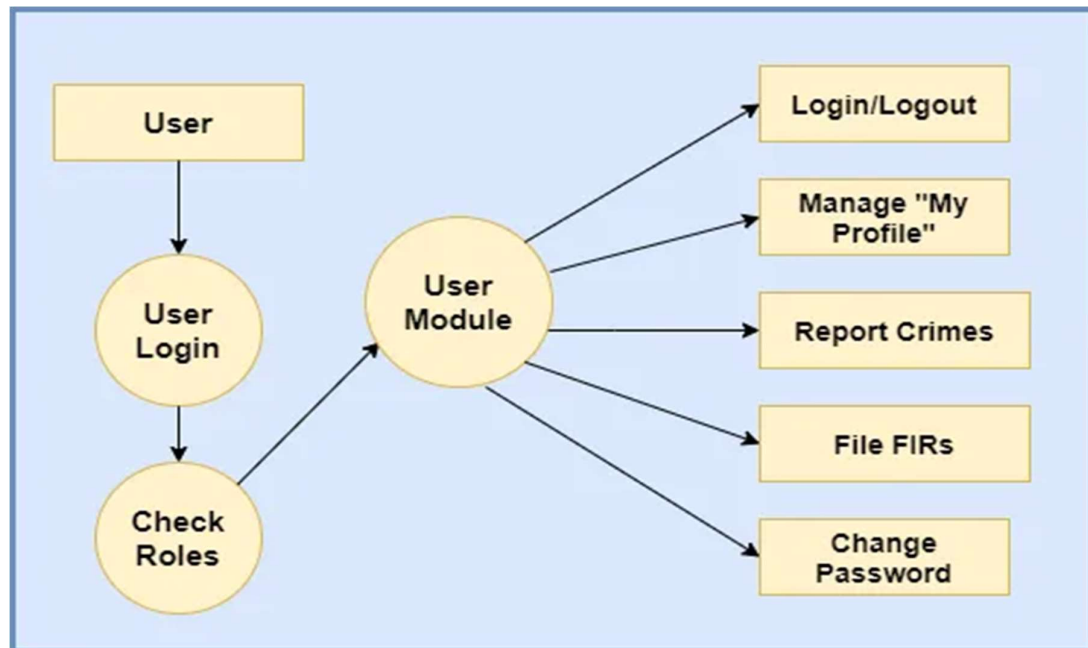 User
User
Login
Check
Roles
User
Module
Login/Logout
Manage "My
Profile"
Report Crimes
File FIRs
Change
Password